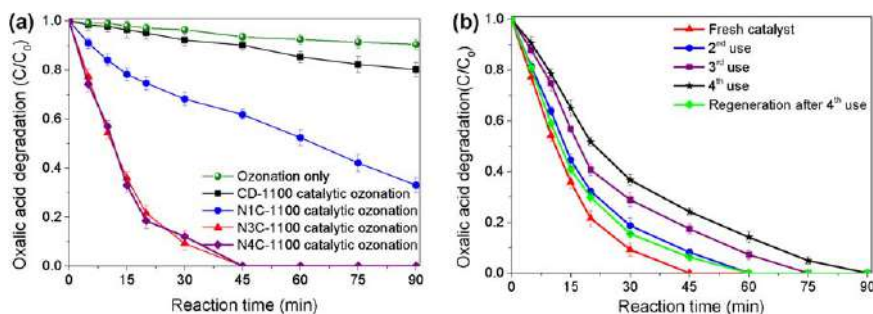 (a)
Oxalic acid degradation (C/C₀)
1.0
0.8
0.6
0.4
0.2
0.0
Ozonation only
CD-1100 catalytic ozonation
N1C-1100 catalytic ozonation
N3C-1100 catalytic ozonation
N4C-1100 catalytic ozonation
0 15 30 45 60 75 90
Reaction time (min)
(b)
Oxalic acid degradation(C/C₀)
1.0
0.8
0.6
0.4
0.2
0.0
Fresh catalyst
2nd use
3rd use
4th use
Regeneration after 4th use
0 15 30 45 60 75 90
Reaction time (min)